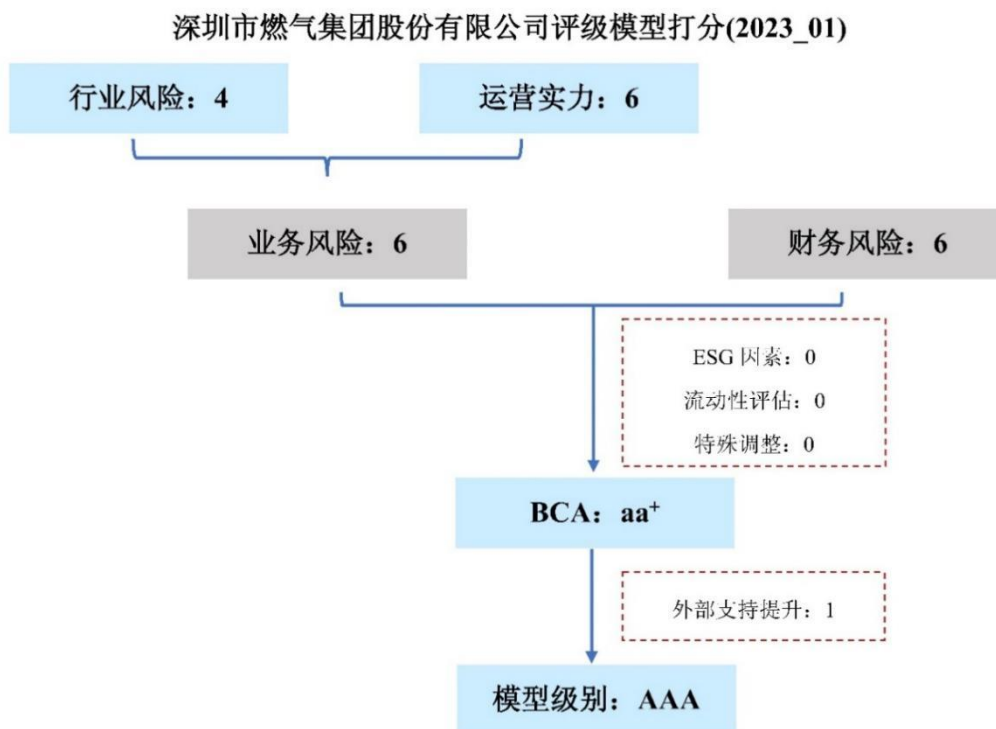 深圳市燃气集团股份有限公司评级模型打分(2023_01)
行业风险：4
运营实力：6
业务风险：6
财务风险：6
ESG 因素：0
流动性评估：0
特殊调整：0
BCA：aa⁺
外部支持提升：1
模型级别：AAA